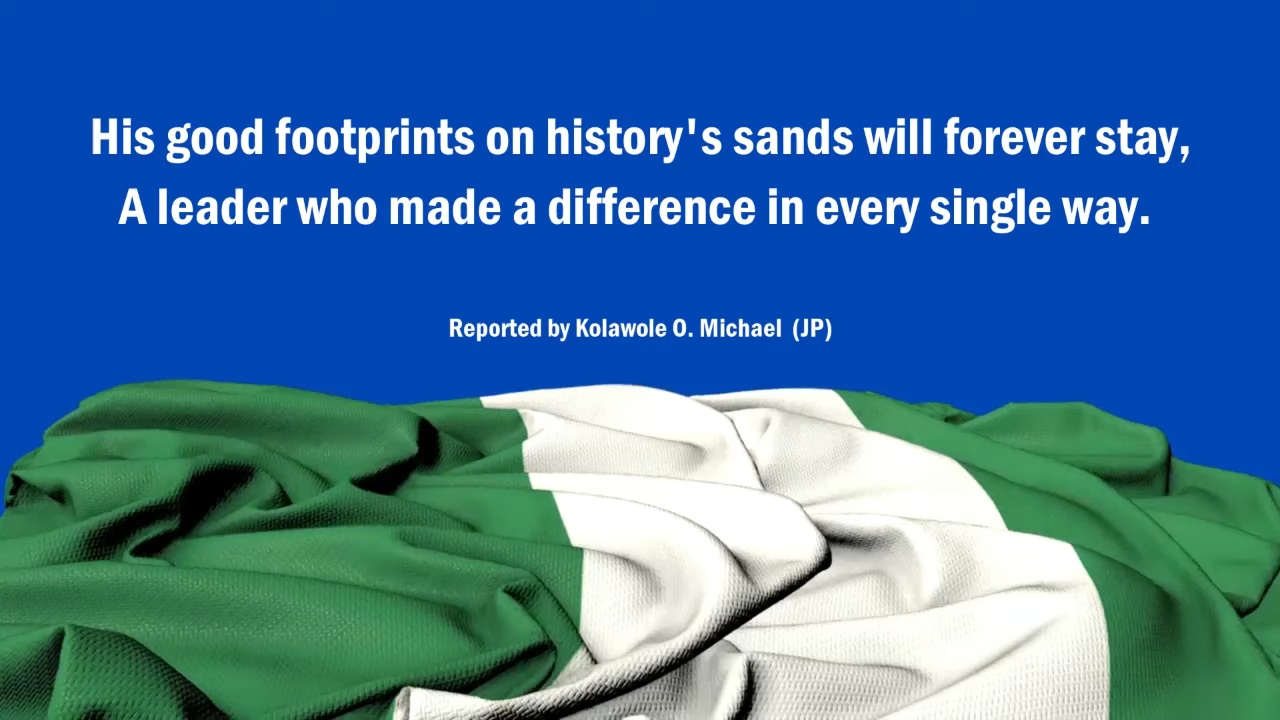 His good footprints on history's sands will forever stay,
A leader who made a difference in every single way.
Reported by Kolawole O. Michael (JP)